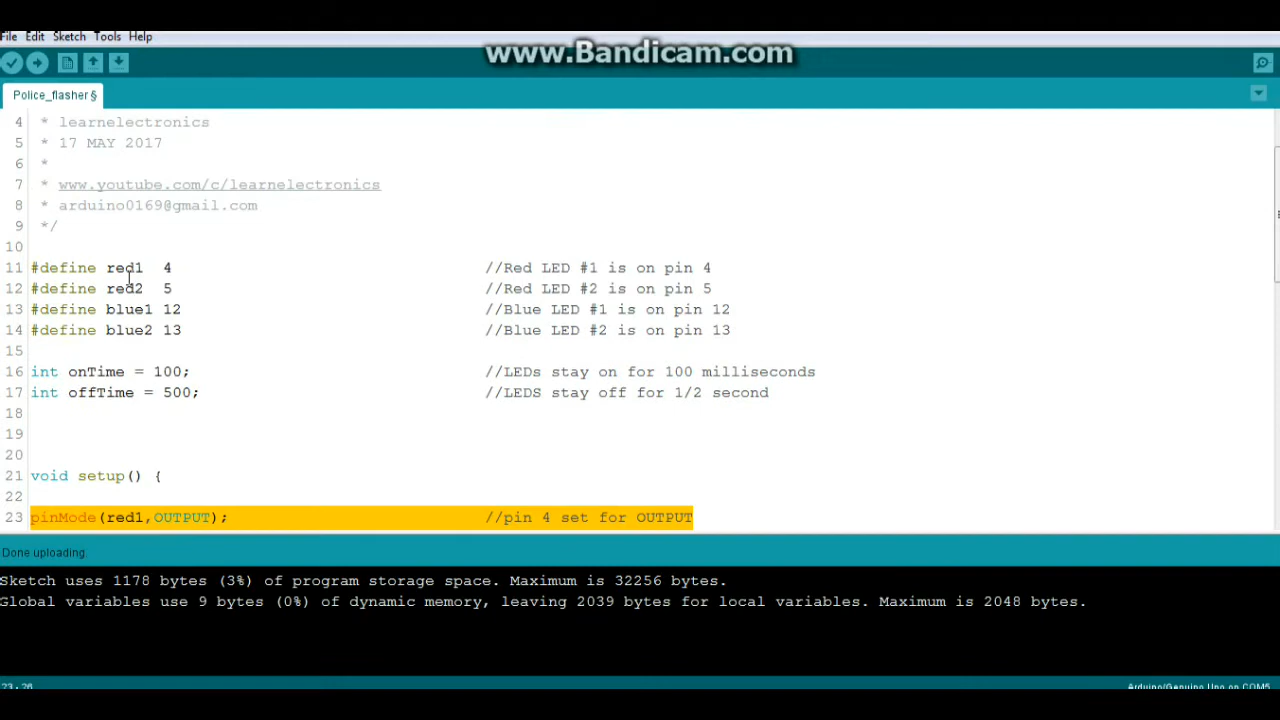 File Edit Sketch Tools Help
www.Bandicam.com
Police_flasher§
4 * learnelectronics
5 * 17 MAY 2017
6 *
7 * www.youtube.com/c/learnelectronics
8 * arduino0169@gmail.com
9 */
10
11 #define red1 4 //Red LED #1 is on pin 4
12 #define red2 5 //Red LED #2 is on pin 5
13 #define blue1 12 //Blue LED #1 is on pin 12
14 #define blue2 13 //Blue LED #2 is on pin 13
15
16 int onTime = 100; //LEDs stay on for 100 milliseconds
17 int offTime = 500; //LEDS stay off for 1/2 second
18
19
20
21 void setup() {
22
23 pinMode(red1,OUTPUT); //pin 4 set for OUTPUT
Done uploading.
Sketch uses 1178 bytes (3%) of program storage space. Maximum is 32256 bytes.
Global variables use 9 bytes (0%) of dynamic memory, leaving 2039 bytes for local variables. Maximum is 2048 bytes.
23-26 Arduino/Genuino Uno on COM5